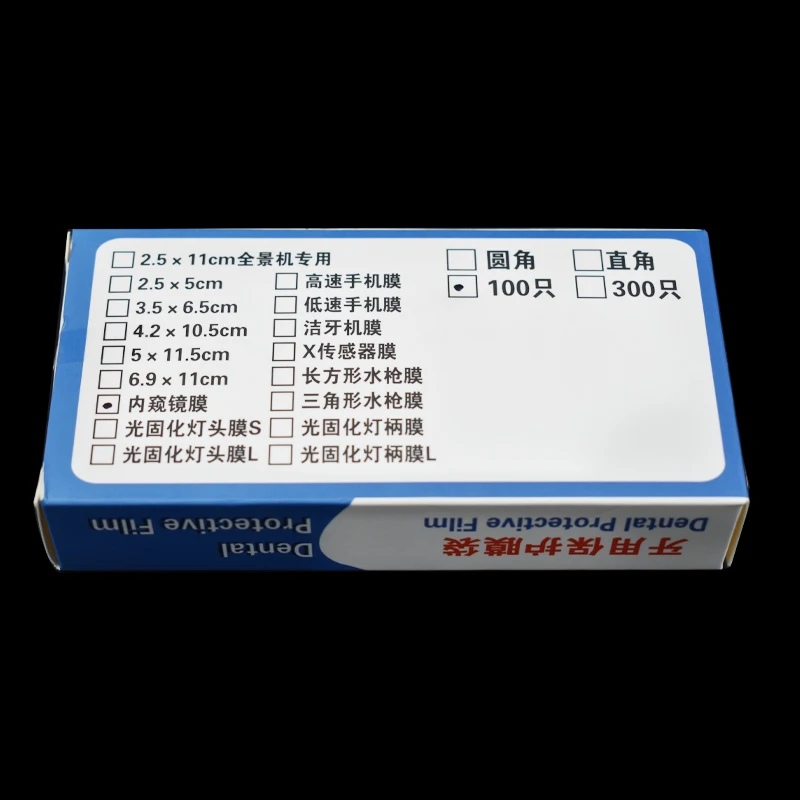 2.5 × 11cm全景机专用
2.5 × 5cm
3.5 × 6.5cm
4.2 × 10.5cm
5 × 11.5cm
6.9 × 11cm
内窥镜膜
光固化灯头膜S
光固化灯头膜L
高速手机膜
低速手机膜
洁牙机膜
X传感器膜
长方形水枪膜
三角形水枪膜
光固化灯柄膜
光固化灯柄膜L
圆角 直角
100只 300只
牙用保护膜袋
Dental Protective Film
Dental
Protective Film